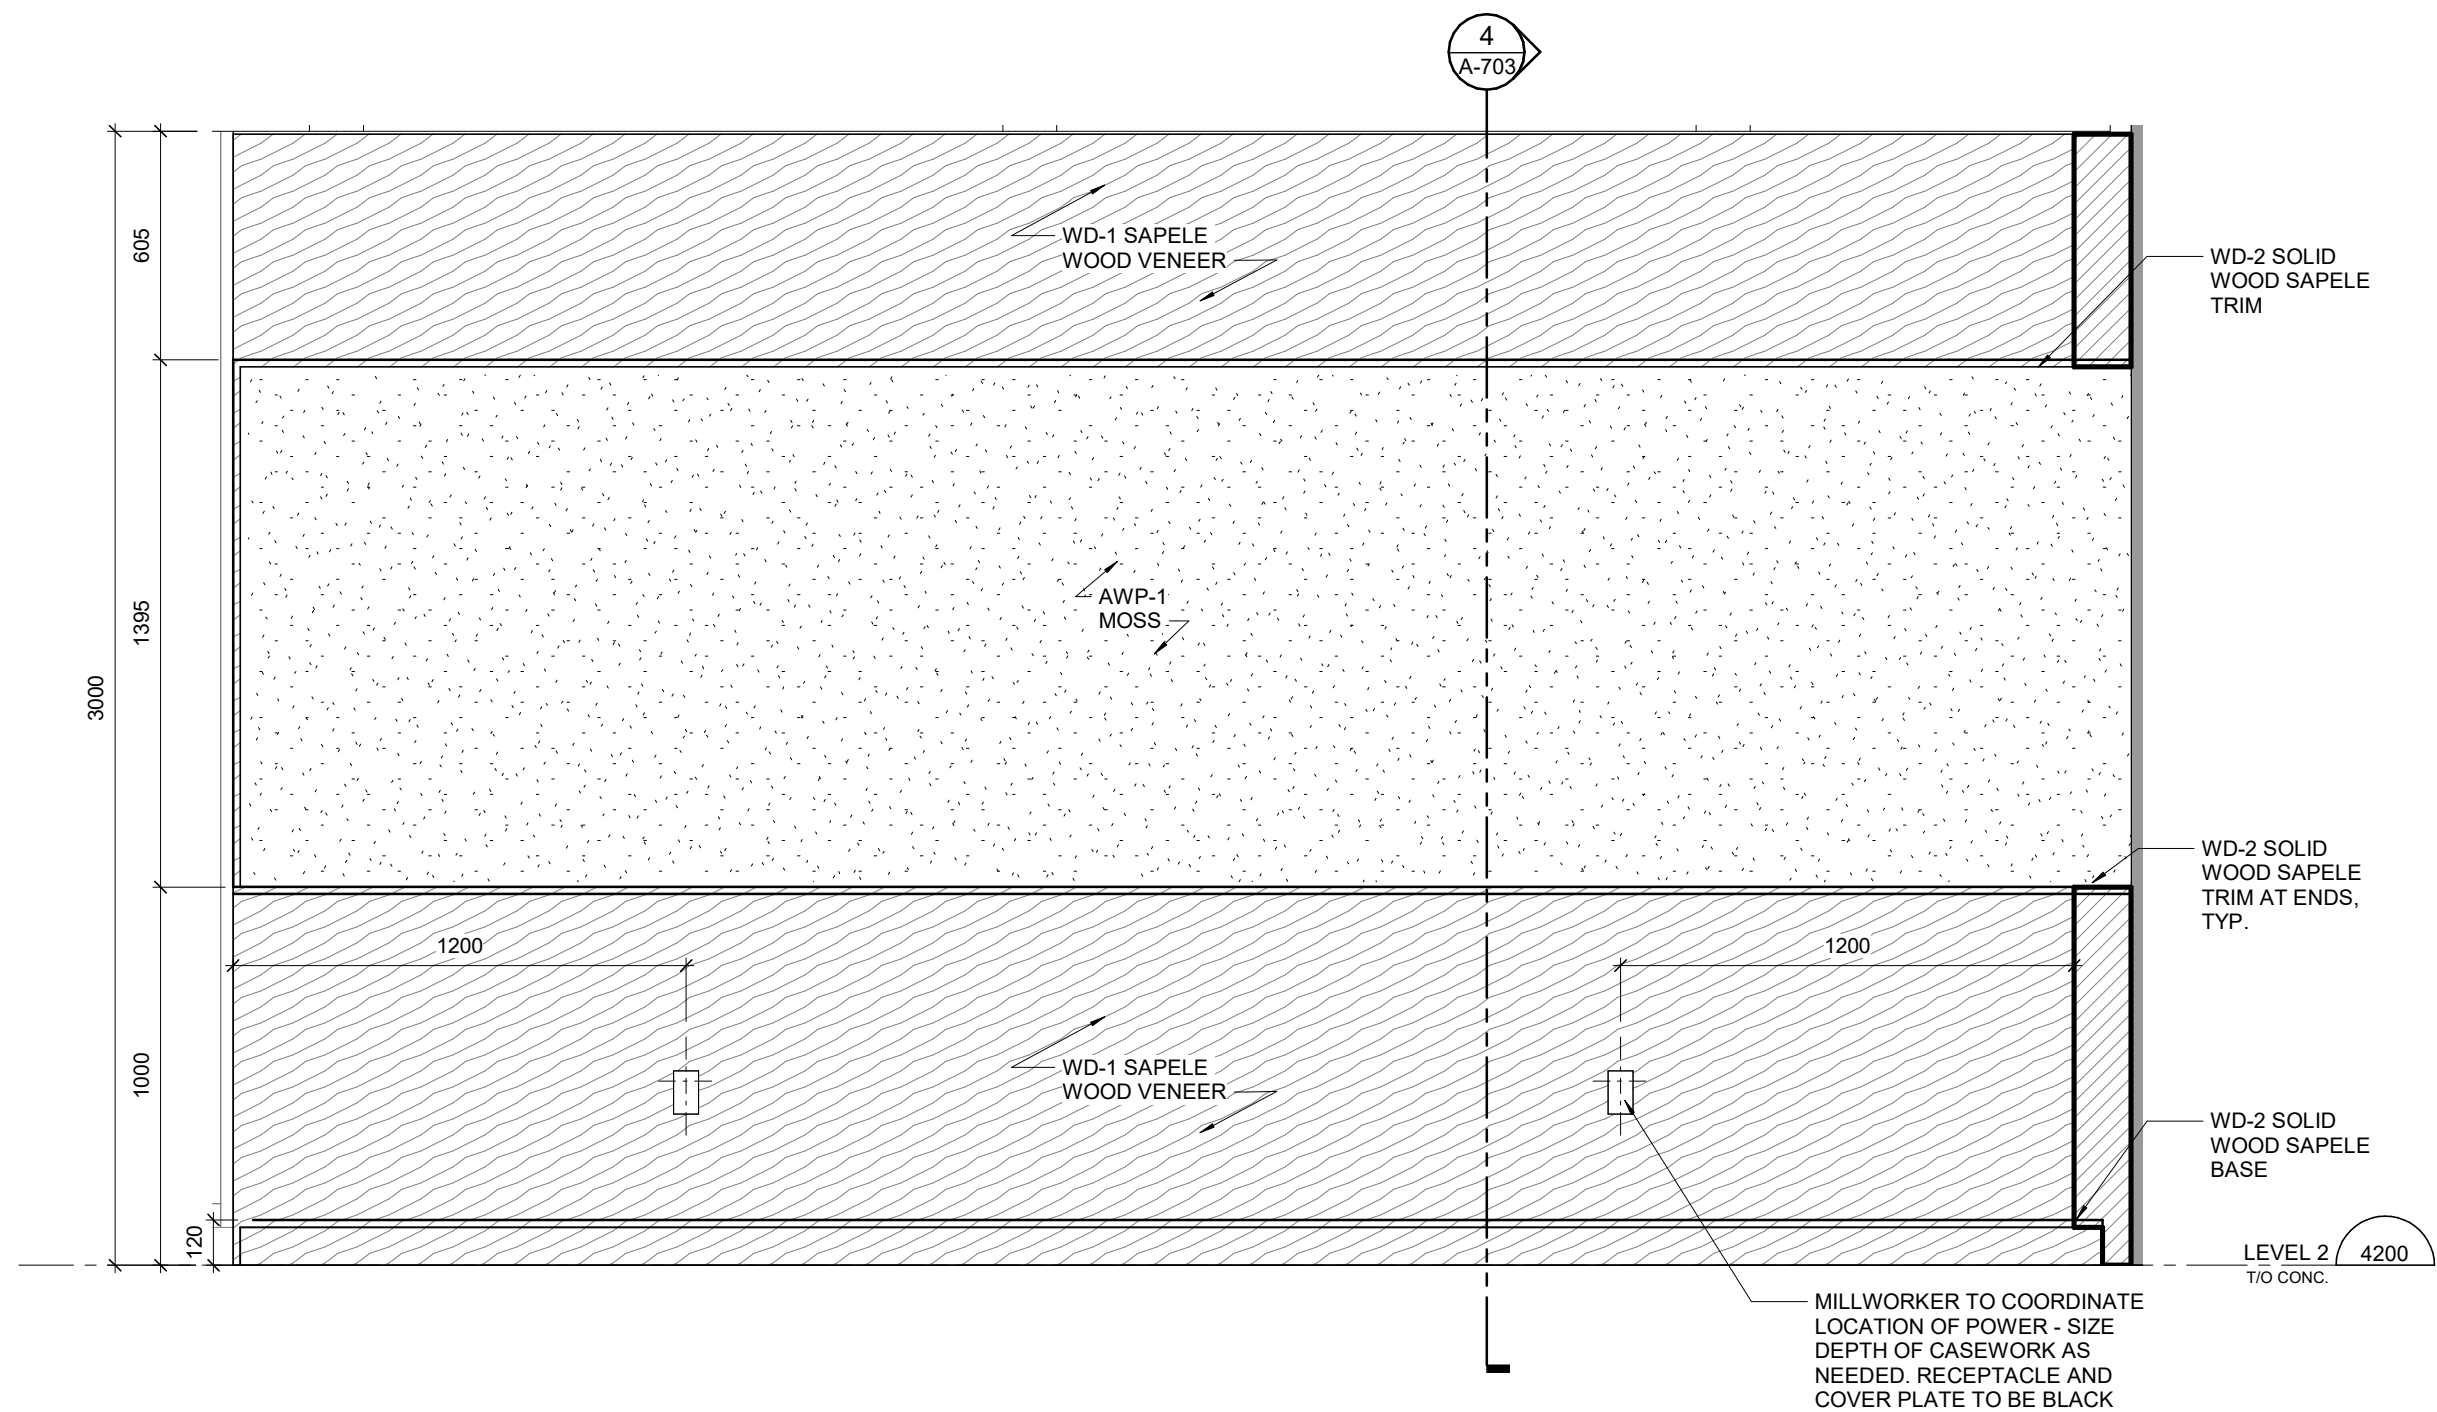 4
A-703
605
WD-1 SAPELE
WOOD VENEER
WD-2 SOLID
WOOD SAPELE
TRIM
1395
3000
AWP-1
MOSS
WD-2 SOLID
WOOD SAPELE
TRIM AT ENDS,
TYP.
1200
1200
1000
WD-1 SAPELE
WOOD VENEER
WD-2 SOLID
WOOD SAPELE
BASE
120
LEVEL 2
4200
T/O CONC.
MILLWORKER TO COORDINATE
LOCATION OF POWER - SIZE
DEPTH OF CASEWORK AS
NEEDED. RECEPTACLE AND
COVER PLATE TO BE BLACK